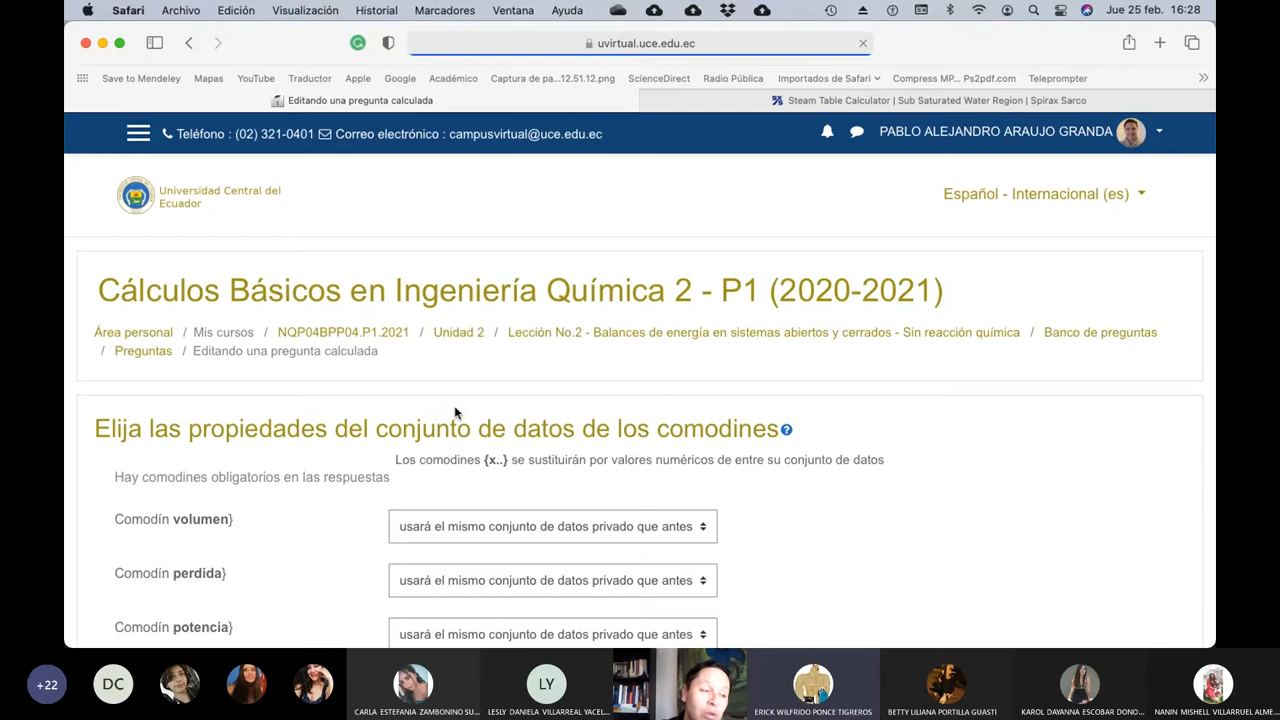 Safari Archivo Edición Visualización Historial Marcadores Ventana Ayuda Jue 25 feb. 16:28
uvirtual.uce.edu.ec
Save to Mendeley Mapas YouTube Traductor Apple Google Académico Captura de pa...12.51.12.png ScienceDirect Radio Pública Importados de Safari Compress MP... Ps2pdf.com Teleprompter
Editando una pregunta calculada Steam Table Calculator | Sub Saturated Water Region | Spirax Sarco
Teléfono : (02) 321-0401 Correo electrónico : campusvirtual@uce.edu.ec PABLO ALEJANDRO ARAUJO GRANDA
Universidad Central del
Ecuador
Español - Internacional (es)
Cálculos Básicos en Ingeniería Química 2 - P1 (2020-2021)
Área personal / Mis cursos / NQP04BPP04.P1.2021 / Unidad 2 / Lección No.2 - Balances de energía en sistemas abiertos y cerrados - Sin reacción química / Banco de preguntas
/ Preguntas / Editando una pregunta calculada
Elija las propiedades del conjunto de datos de los comodines
Los comodines {x..} se sustituirán por valores numéricos de entre su conjunto de datos
Hay comodines obligatorios en las respuestas
Comodín volumen} usará el mismo conjunto de datos privado que antes
Comodín perdida} usará el mismo conjunto de datos privado que antes
Comodín potencia} usará el mismo conjunto de datos privado que antes
+22 DC LY
CARLA ESTEFANIA ZAMBONINO SU... LESLY DANIELA VILLARREAL YACEL... ERICK WILFRIDO PONCE TIGREROS BETTY LILIANA PORTILLA GUASTI KAROL DAYANNA ESCOBAR DONO... NANIN MISHELL VILLARRUEL ALME...